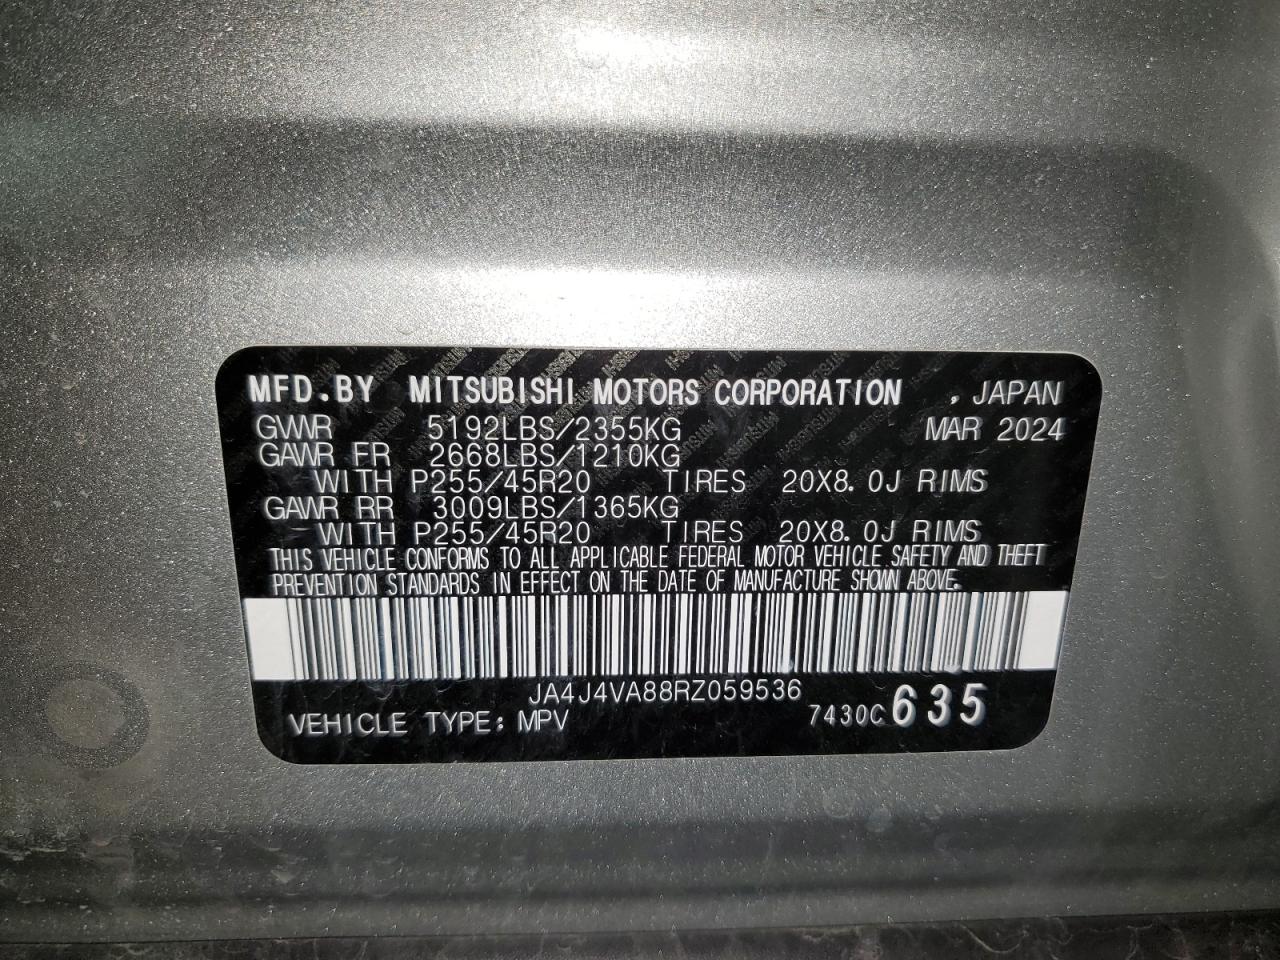 MFD.BY MITSUBISHI MOTORS CORPORATION , JAPAN
GVWR 5192LBS/2355KG MAR 2024
GAWR FR 2668LBS/1210KG
WITH P255/45R20 TIRES 20X8.0J RIMS
GAWR RR 3009LBS/1365KG
WITH P255/45R20 TIRES 20X8.0J RIMS
THIS VEHICLE CONFORMS TO ALL APPLICABLE FEDERAL MOTOR VEHICLE SAFETY AND THEFT
PREVENTION STANDARDS IN EFFECT ON THE DATE OF MANUFACTURE SHOWN ABOVE.
JA4J4VA88RZ059536
VEHICLE TYPE: MPV 7430C 635